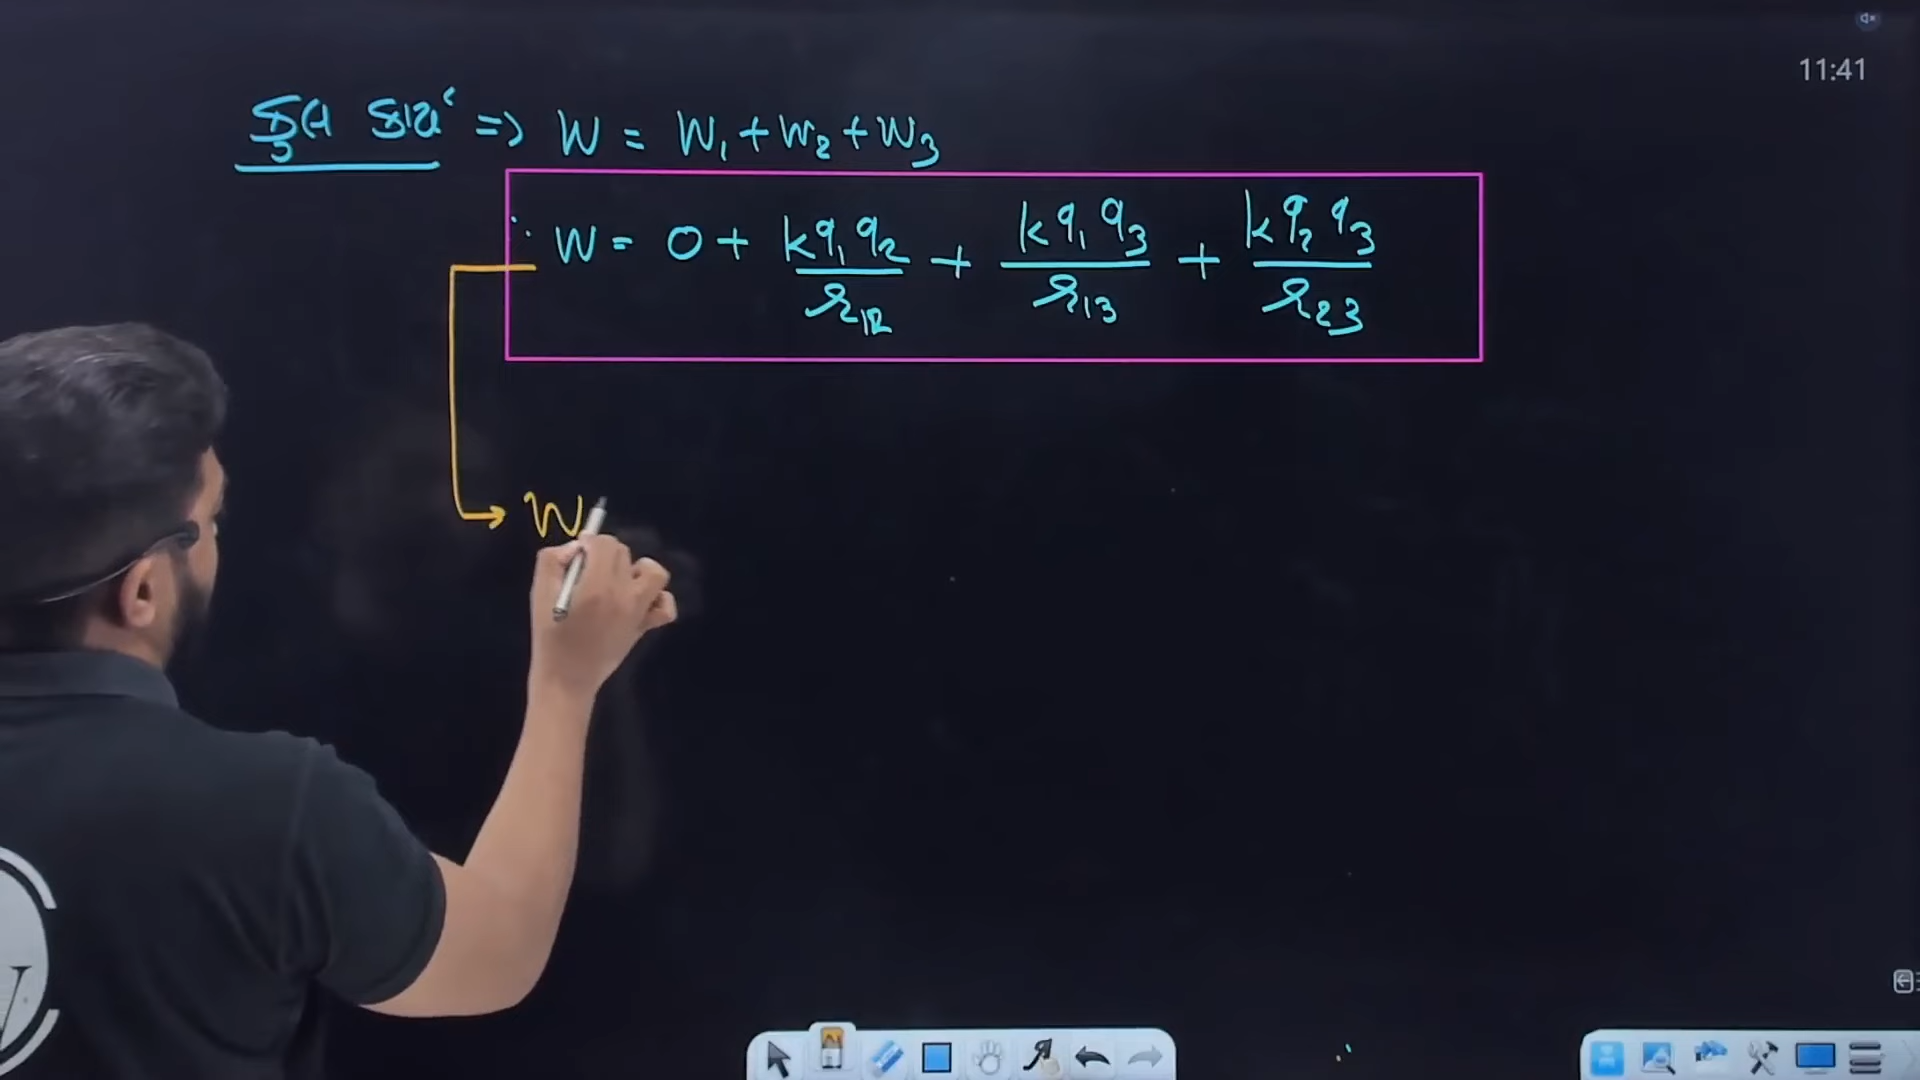 કુલ કાર્ય => W = W₁ + W₂ + W₃
11:41
∴ W = 0 + kq₁q₂/r₁₂ + kq₁q₃/r₁₃ + kq₂q₃/r₂₃
W